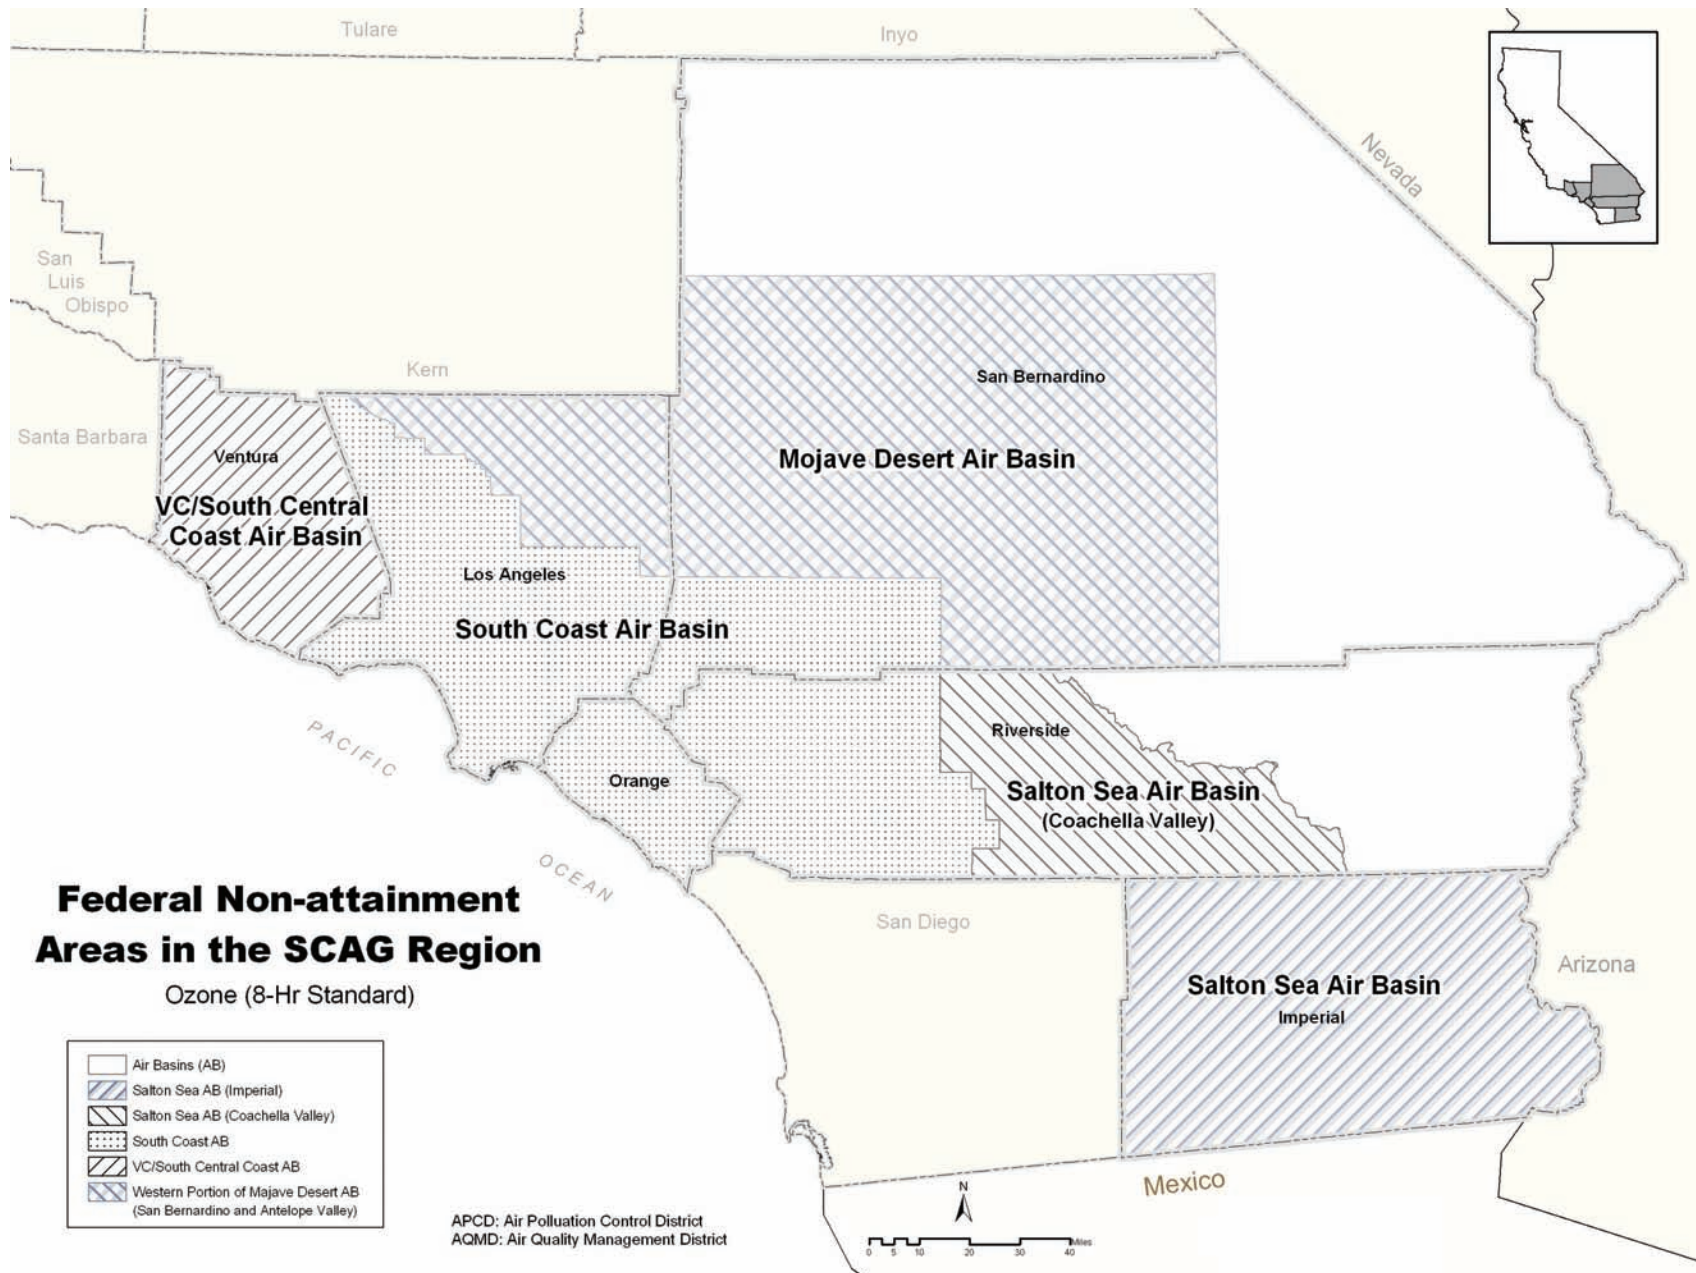 Tulare
Inyo
Nevada
San
Luis
Obispo
Kern
San Bernardino
Santa Barbara
Ventura
Mojave Desert Air Basin
VC/South Central
Coast Air Basin
Los Angeles
South Coast Air Basin
PACIFIC
Riverside
Orange
Salton Sea Air Basin
(Coachella Valley)
OCEAN
Federal Non-attainment
Areas in the SCAG Region
Ozone (8-Hr Standard)
San Diego
Arizona
Salton Sea Air Basin
Imperial
Air Basins (AB)
Salton Sea AB (Imperial)
Salton Sea AB (Coachella Valley)
South Coast AB
VC/South Central Coast AB
Western Portion of Majave Desert AB
(San Bernardino and Antelope Valley)
Mexico
N
APCD: Air Polluation Control District
AQMD: Air Quality Management District
Miles
0 5 10 20 30 40